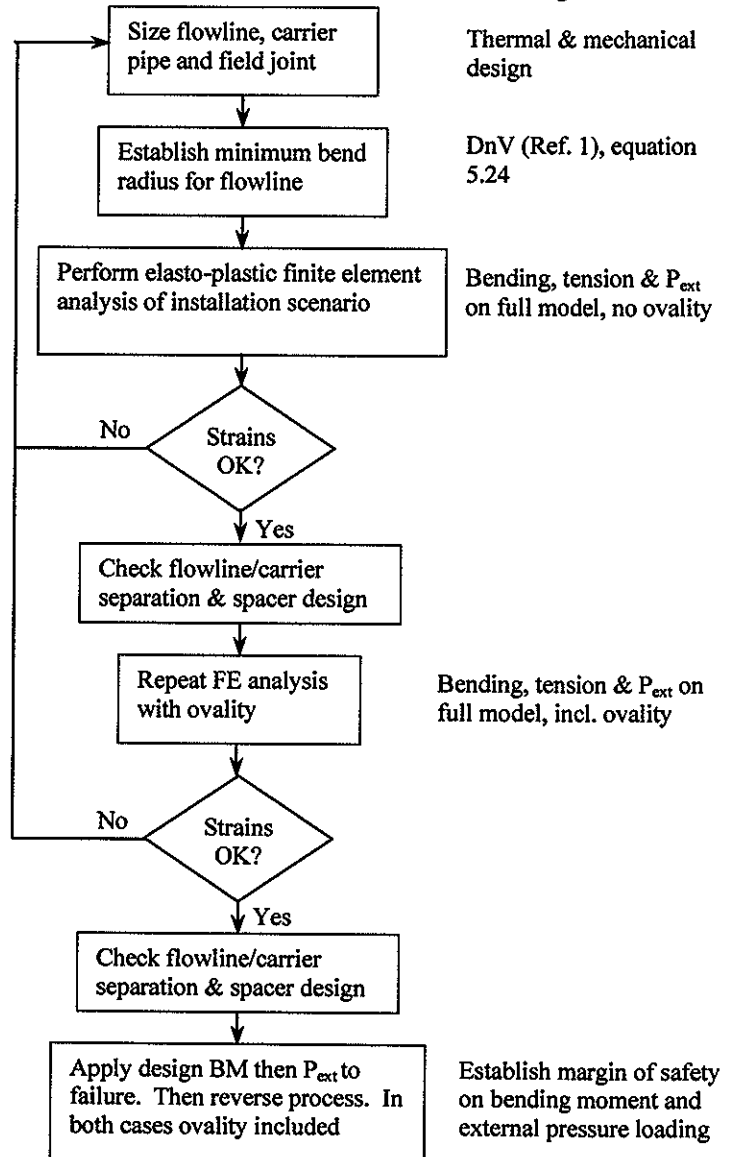 Size flowline, carrier
pipe and field joint
Thermal & mechanical
design
Establish minimum bend
radius for flowline
DnV (Ref. 1), equation
5.24
Perform elasto-plastic finite element
analysis of installation scenario
Bending, tension & Pext
on full model, no ovality
No
Strains
OK?
Yes
Check flowline/carrier
separation & spacer design
Repeat FE analysis
with ovality
Bending, tension & Pext on
full model, incl. ovality
No
Strains
OK?
Yes
Check flowline/carrier
separation & spacer design
Apply design BM then Pext to
failure. Then reverse process. In
both cases ovality included
Establish margin of safety
on bending moment and
external pressure loading